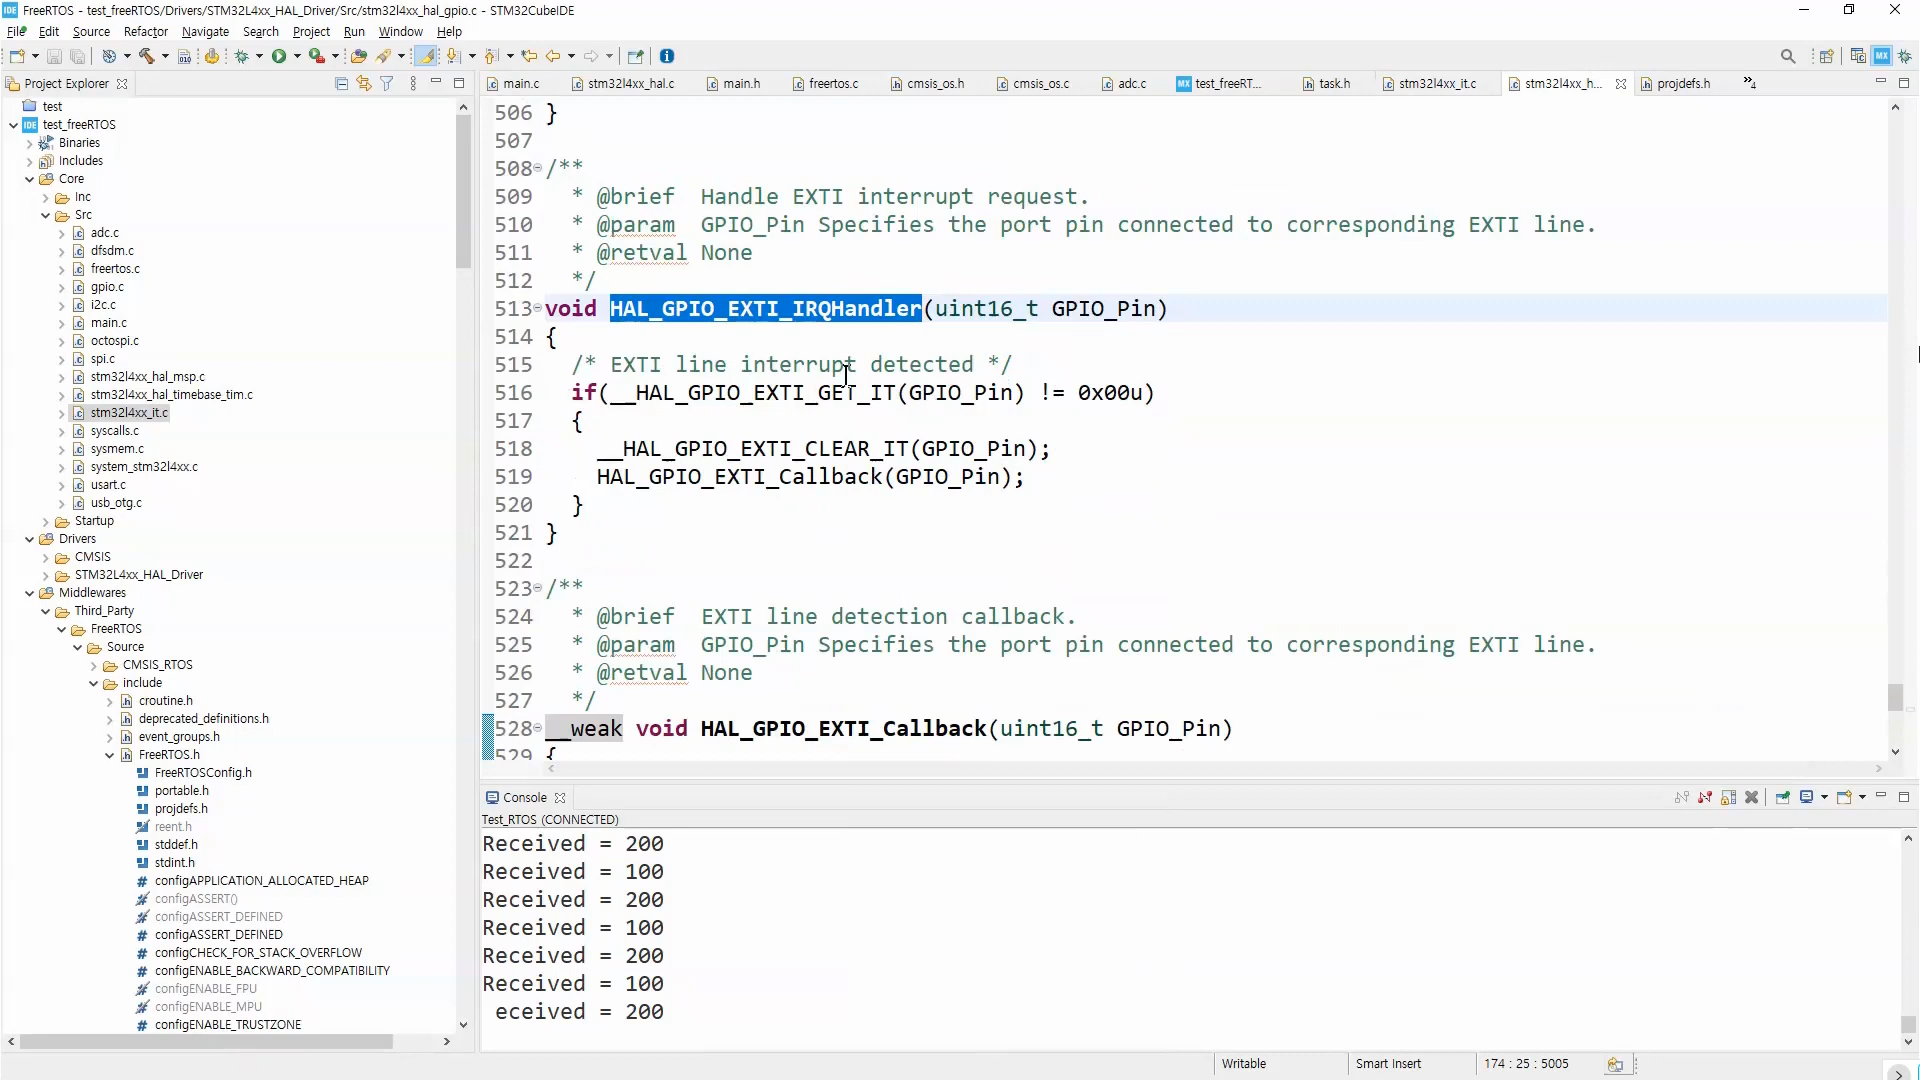 FreeRTOS - test_freeRTOS/Drivers/STM32L4xx_HAL_Driver/Src/stm32l4xx_hal_gpio.c - STM32CubeIDE
File Edit Source Refactor Navigate Search Project Run Window Help
Project Explorer
test
test_freeRTOS
Binaries
Includes
Core
Inc
Src
adc.c
dfsdm.c
freertos.c
gpio.c
i2c.c
main.c
octospi.c
spi.c
stm32l4xx_hal_msp.c
stm32l4xx_hal_timebase_tim.c
stm32l4xx_it.c
syscalls.c
sysmem.c
system_stm32l4xx.c
usart.c
usb_otg.c
Startup
Drivers
CMSIS
STM32L4xx_HAL_Driver
Middlewares
Third_Party
FreeRTOS
Source
CMSIS_RTOS
include
croutine.h
deprecated_definitions.h
event_groups.h
FreeRTOS.h
FreeRTOSConfig.h
portable.h
projdefs.h
reent.h
stddef.h
stdint.h
configAPPLICATION_ALLOCATED_HEAP
configASSERT()
configASSERT_DEFINED
configASSERT_DEFINED
configCHECK_FOR_STACK_OVERFLOW
configENABLE_BACKWARD_COMPATIBILITY
configENABLE_FPU
configENABLE_MPU
configENABLE_TRUSTZONE
main.c stm32l4xx_hal.c main.h freertos.c cmsis_os.h cmsis_os.c adc.c test_freeRT... task.h stm32l4xx_it.c stm32l4xx_h... projdefs.h »4
506 }
507
508 /**
509 * @brief Handle EXTI interrupt request.
510 * @param GPIO_Pin Specifies the port pin connected to corresponding EXTI line.
511 * @retval None
512 */
513 void HAL_GPIO_EXTI_IRQHandler(uint16_t GPIO_Pin)
514 {
515 /* EXTI line interrupt detected */
516 if(__HAL_GPIO_EXTI_GET_IT(GPIO_Pin) != 0x00u)
517 {
518 __HAL_GPIO_EXTI_CLEAR_IT(GPIO_Pin);
519 HAL_GPIO_EXTI_Callback(GPIO_Pin);
520 }
521 }
522
523 /**
524 * @brief EXTI line detection callback.
525 * @param GPIO_Pin Specifies the port pin connected to corresponding EXTI line.
526 * @retval None
527 */
528 __weak void HAL_GPIO_EXTI_Callback(uint16_t GPIO_Pin)
529 {
Console
Test_RTOS (CONNECTED)
Received = 200
Received = 100
Received = 200
Received = 100
Received = 200
Received = 100
eceived = 200
Writable Smart Insert 174 : 25 : 5005